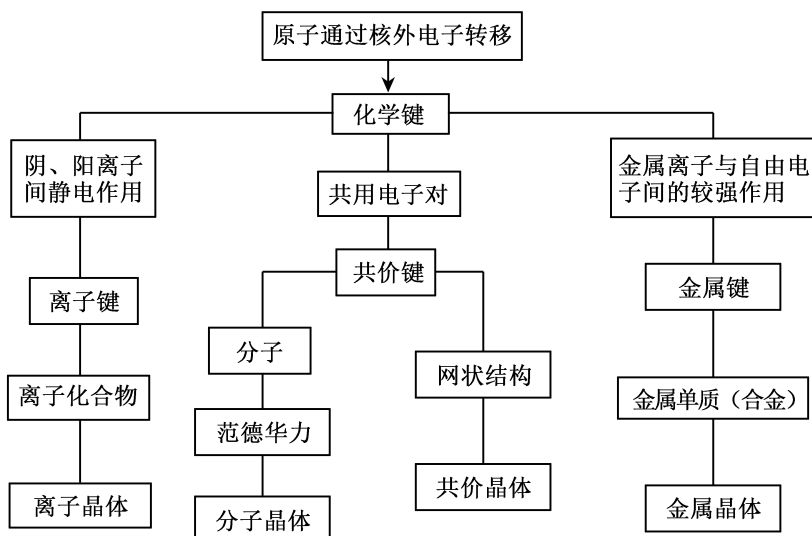 原子通过核外电子转移
化学键
阴、阳离子
间静电作用
共用电子对
金属离子与自由电
子间的较强作用
离子键
共价键
金属键
分子
网状结构
离子化合物
范德华力
金属单质（合金）
离子晶体
分子晶体
共价晶体
金属晶体